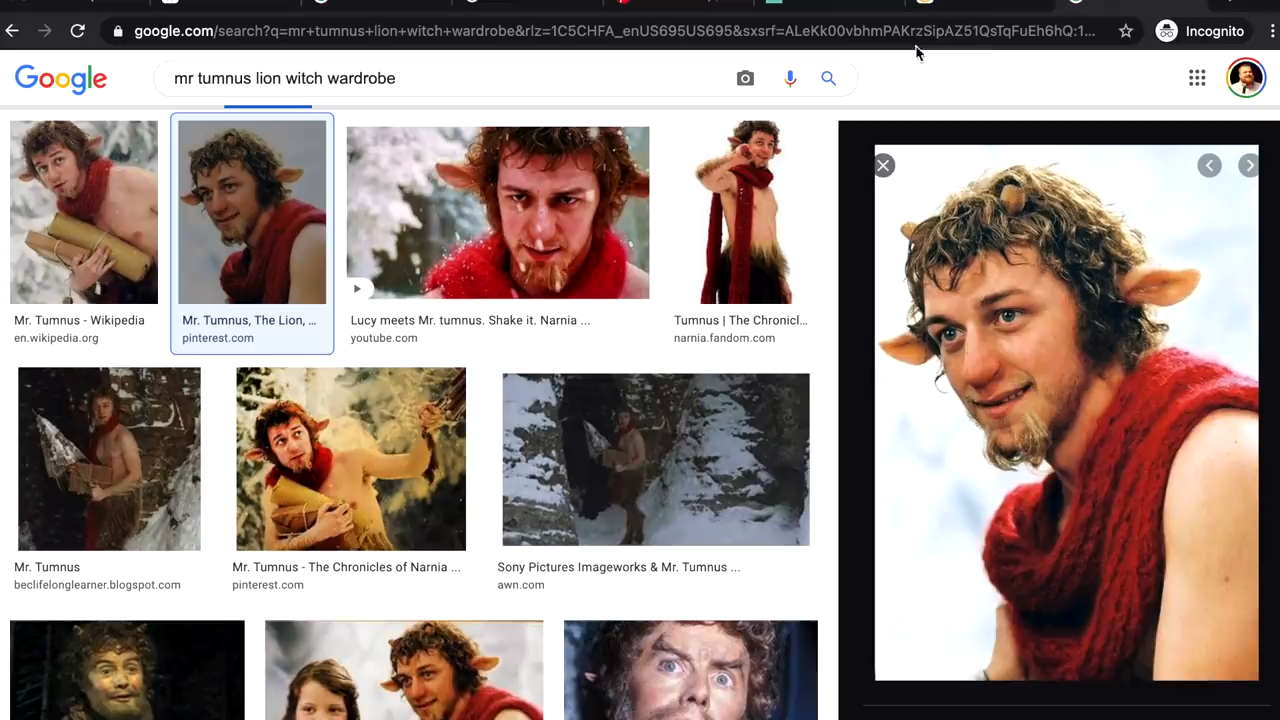 google.com/search?q=mr+tumnus+lion+witch+wardrobe&rlz=1C5CHFA_enUS695US695&sxsrf=ALeKk00vbhmPAKrzSipAZ51QsTqFuEh6hQ:1...
Incognito
Google
mr tumnus lion witch wardrobe
Mr. Tumnus - Wikipedia
en.wikipedia.org
Mr. Tumnus, The Lion, ...
pinterest.com
Lucy meets Mr. tumnus. Shake it. Narnia ...
youtube.com
Tumnus | The Chronicl...
narnia.fandom.com
Mr. Tumnus
beclifelonglearner.blogspot.com
Mr. Tumnus - The Chronicles of Narnia ...
pinterest.com
Sony Pictures Imageworks & Mr. Tumnus ...
awn.com